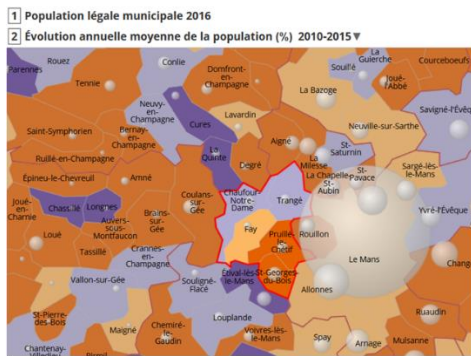 1 Population légale municipale 2016
2 Évolution annuelle moyenne de la population (%) 2010-2015▼
Parennes
Rouez
Conlie
Tennie
Domfront-
en-
Champagne
La
Guierche
Souillé
Joué-
l'Abbé
Courceboeufs
La Bazoge
Neuvy-
en-
Champagne
Lavardin
Cures
Savigné-l'Évêque
Saint-Symphorien
Bernay-
en-
Champagne
Neuville-sur-Sarthe
Aigné
St-
Saturnin
La
Milesse
Ruillé-en-Champagne
La
Quinte
Degré
La Chapelle-
St-
Aubin
St-
Pavace
Sargé-lès-
le-Mans
Épineu-le-Chevreuil
Amné
Coulans-
sur-
Gée
Chaufour-
Notre-
Dame
Trangé
Joué-
en-
Charnie
Chassillé
Longnes
Auvers-
sous-
Montfaucon
Brains-
sur-
Gée
Yvré-l'Évêque
Loué
Fay
Pruillé-
le-
Chétif
Rouillon
Tassillé
Crannes-
en-
Champagne
Le Mans
Vallon-sur-Gée
Souligné-
Flacé
Étival-lès-
le-Mans
St-Georges-
du-Bois
Allonnes
St-Pierre-
des-Bois
Louplande
Ruaudin
Maigné
Chemiré-
le-
Gaudin
Voivres-lès-
le-Mans
Spay
Arnage
Mulsanne
Chantenay-